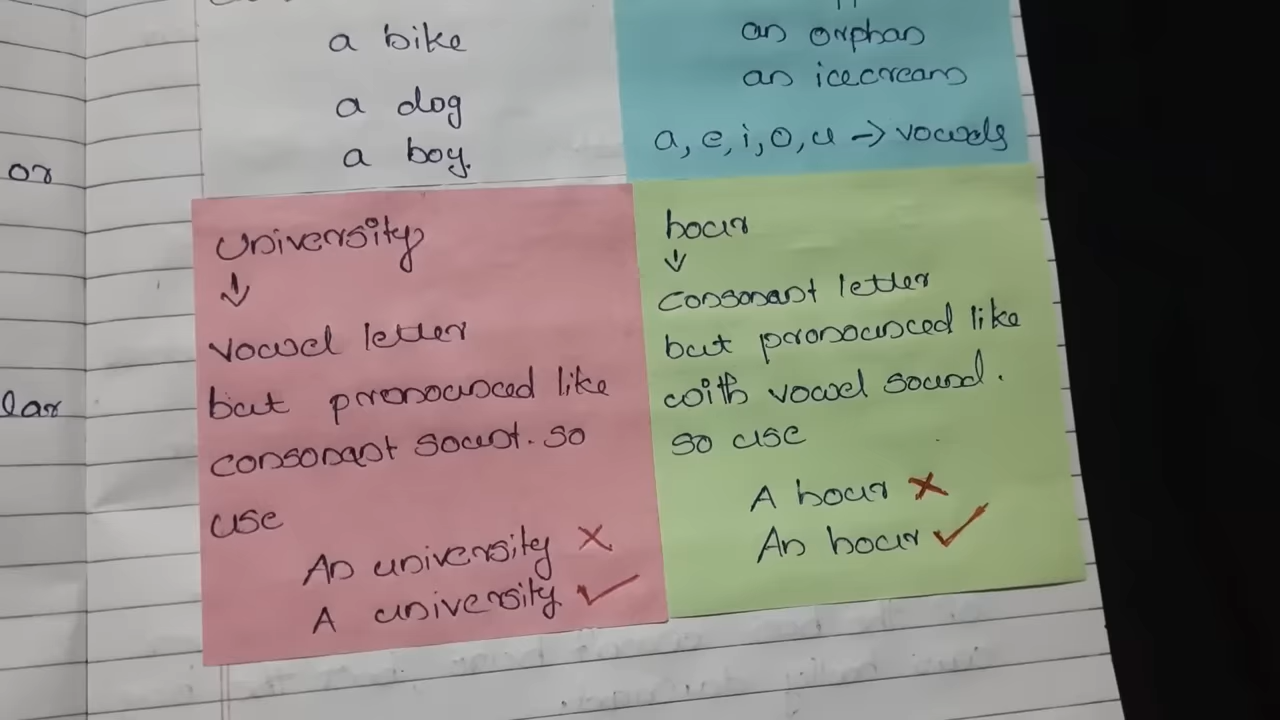 a bike
a dog
a boy.
an orphan
an icecream
a, e, i, o, u → vowels
or
lar
University
↓
vowel letter
but pronounced like
consonant sount. so
use
An university ✗
A university. ✓
hour
↓
consonant letter
but pronounced like
with vowel sound.
so use
A hour ✗
An hour ✓